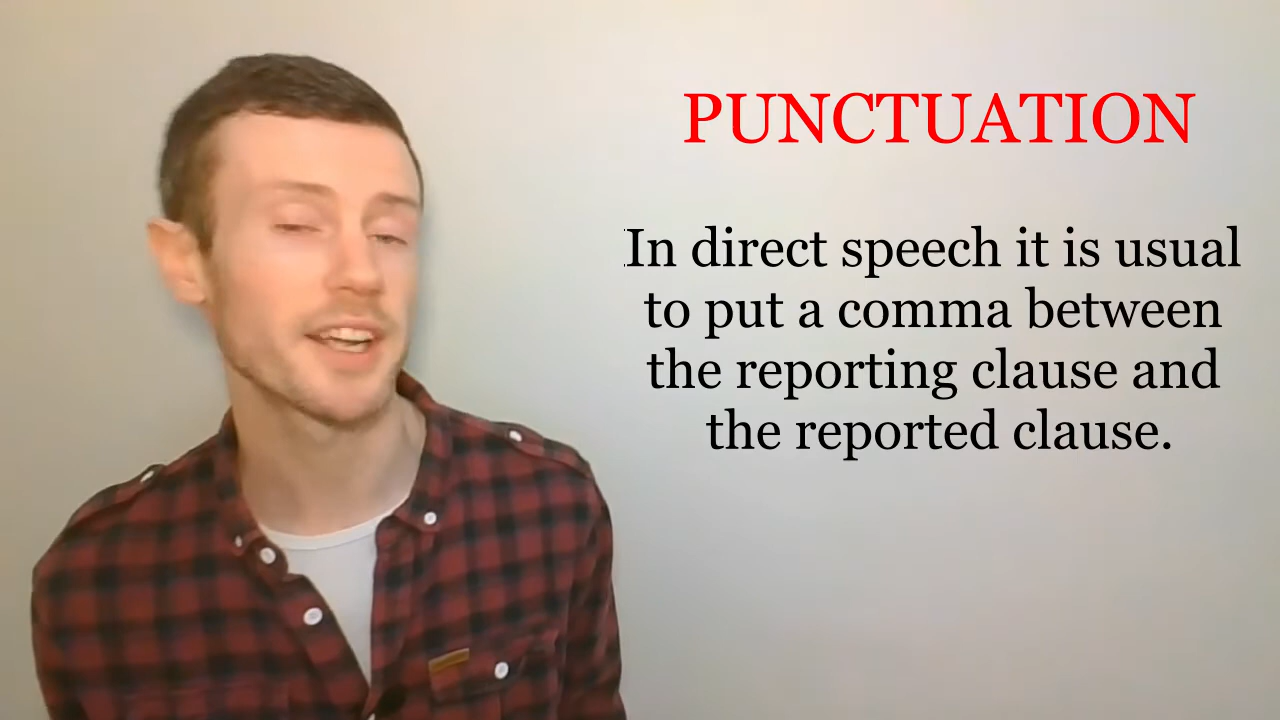 PUNCTUATION
In direct speech it is usual
to put a comma between
the reporting clause and
the reported clause.